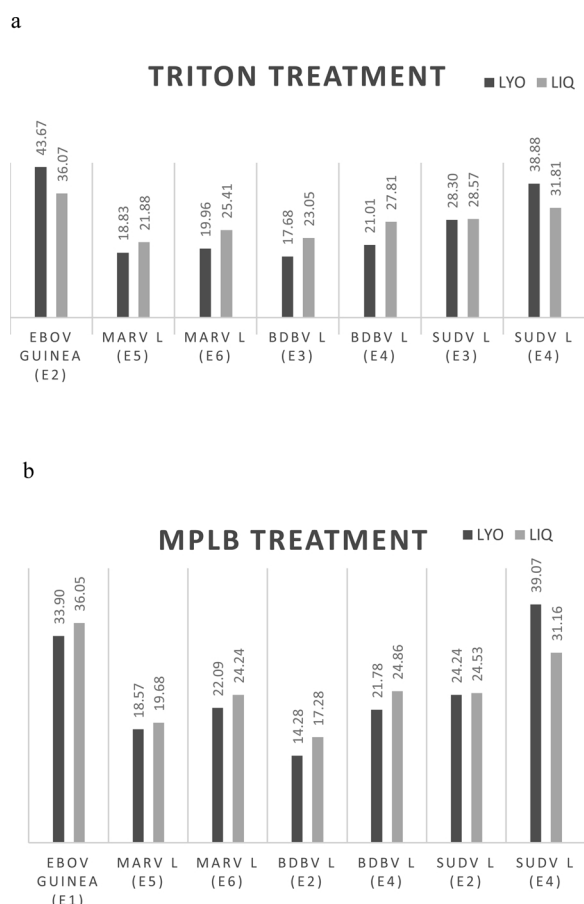 a
TRITON TREATMENT
LYO LIQ
43.67 36.07 18.83 21.88 19.96 25.41 17.68 23.05 21.01 27.81 28.30 28.57 38.88 31.81
EBOV MARV L MARV L BDBV L BDBV L SUDV L SUDV L
GUINEA (E5) (E6) (E3) (E4) (E3) (E4)
(E2)
b
MPLB TREATMENT
LYO LIQ
33.90 36.05 18.57 19.68 22.09 24.24 14.28 17.28 21.78 24.86 24.24 24.53 39.07 31.16
EBOV MARV L MARV L BDBV L BDBV L SUDV L SUDV L
GUINEA (E5) (E6) (E2) (E4) (E2) (E4)
(E1)